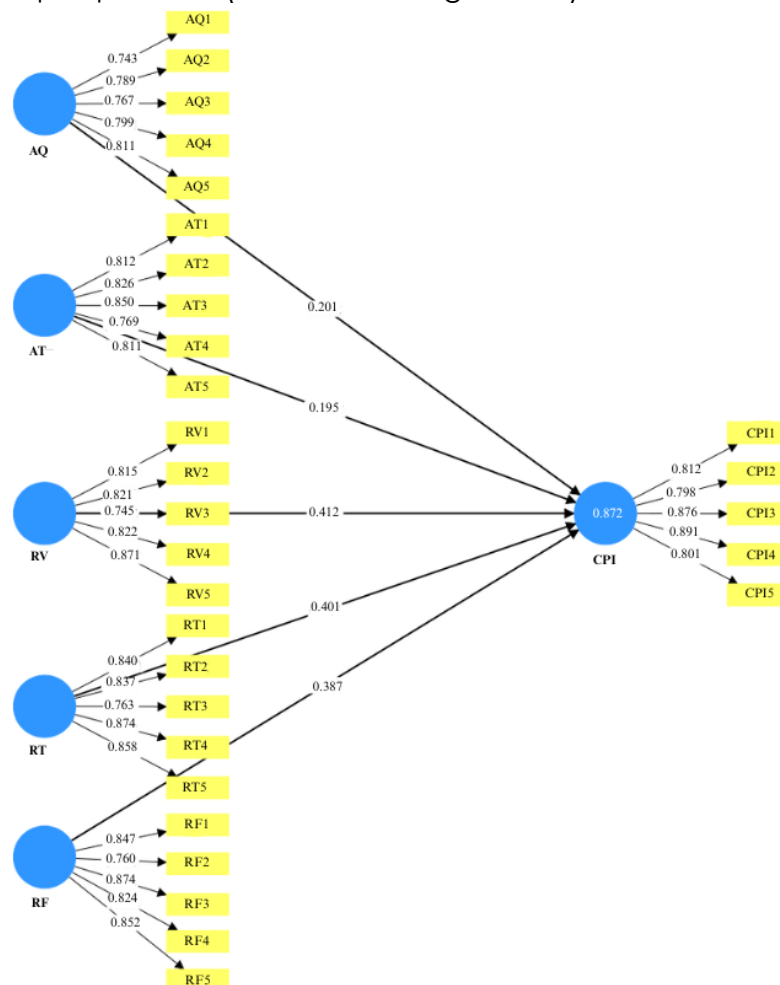 AQ1
0.743
AQ2
0.789
0.767
AQ3
0.799
AQ4
0.811
AQ
AQ5
AT1
0.812
AT2
0.826
0.850
AT3
0.769
AT4
0.811
AT
AT5
0.201
0.195
RV1
0.815
RV2
0.821
0.745
RV3
0.412
0.822
RV4
0.871
RV
RV5
CPI1
0.812
CPI2
0.798
0.872
0.876
CPI3
0.891
CPI4
0.801
CPI
CPI5
RT1
0.840
RT2
0.837
0.401
0.763
RT3
0.874
RT4
0.858
RT
RT5
0.387
RF1
0.847
0.760
RF2
0.874
RF3
0.824
RF
0.852
RF4
RF5